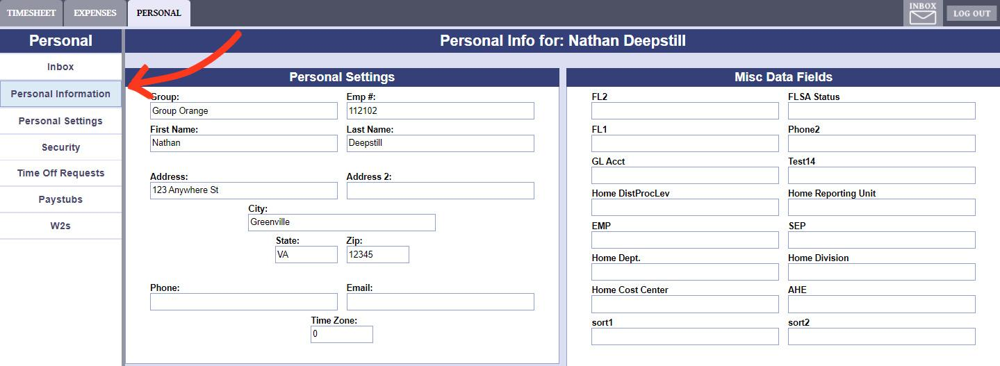 TIMESHEET EXPENSES PERSONAL INBOX LOG OUT
Personal
Inbox
Personal Information
Personal Settings
Security
Time Off Requests
Paystubs
W2s
Personal Info for: Nathan Deepstill
Personal Settings
Group: Emp #:
Group Orange 112102
First Name: Last Name:
Nathan Deepstill
Address: Address 2:
123 Anywhere St
City:
Greenville
State: Zip:
VA 12345
Phone: Email:
Time Zone:
0
Misc Data Fields
FL2 FLSA Status
FL1 Phone2
GL Acct Test14
Home DistProcLev Home Reporting Unit
EMP SEP
Home Dept. Home Division
Home Cost Center AHE
sort1 sort2